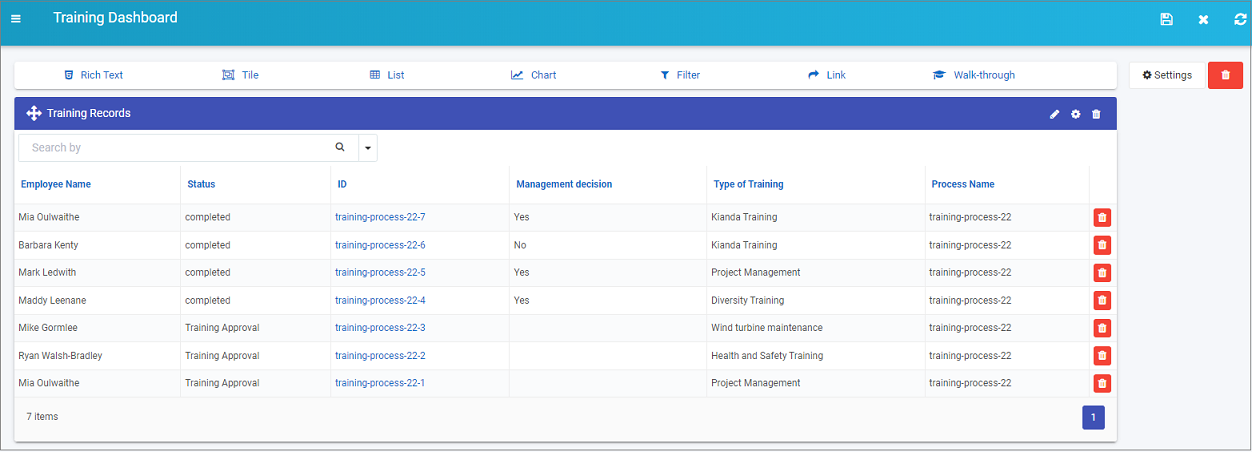 Training Dashboard
Rich Text Tile List Chart Filter Link Walk-through Settings
Training Records
Search by
Employee Name Status ID Management decision Type of Training Process Name
Mia Oulwaithe completed training-process-22-7 Yes Kianda Training training-process-22
Barbara Kenty completed training-process-22-6 No Kianda Training training-process-22
Mark Ledwith completed training-process-22-5 Yes Project Management training-process-22
Maddy Leenane completed training-process-22-4 Yes Diversity Training training-process-22
Mike Gormlee Training Approval training-process-22-3 Wind turbine maintenance training-process-22
Ryan Walsh-Bradley Training Approval training-process-22-2 Health and Safety Training training-process-22
Mia Oulwaithe Training Approval training-process-22-1 Project Management training-process-22
7 items 1